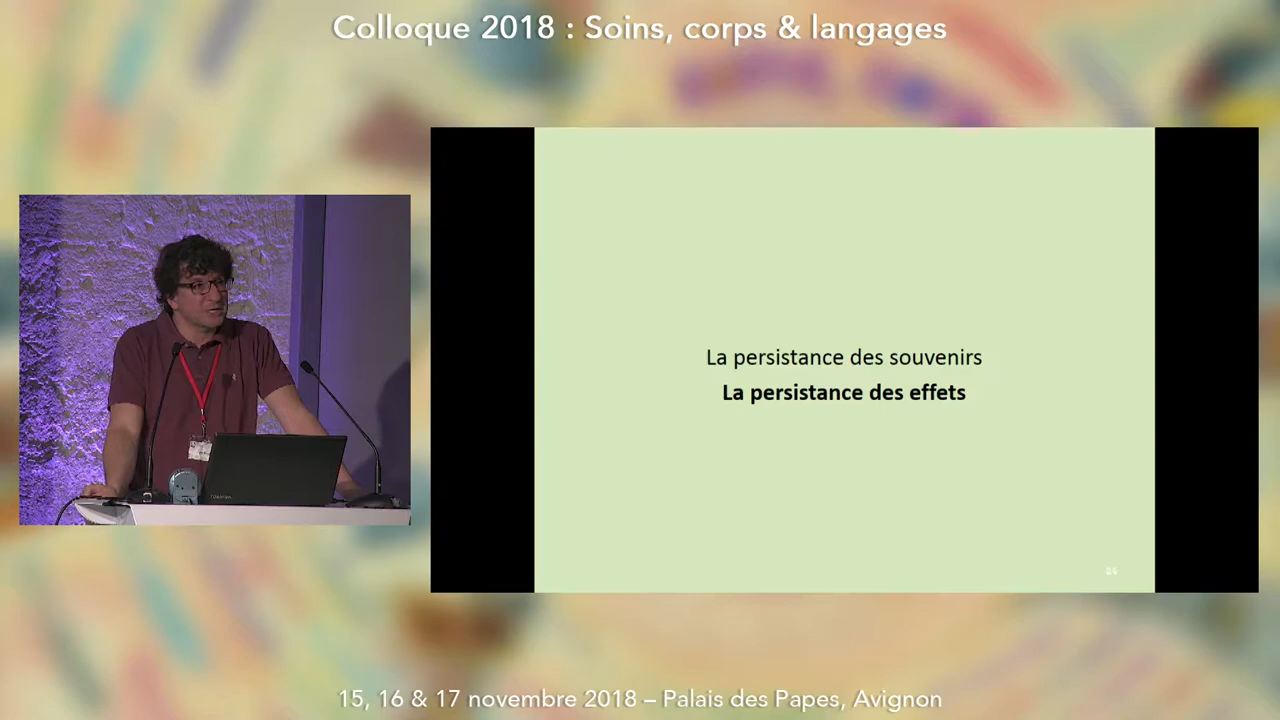 Colloque 2018 : Soins, corps & langages
La persistance des souvenirs
La persistance des effets
24
15, 16 & 17 novembre 2018 – Palais des Papes, Avignon